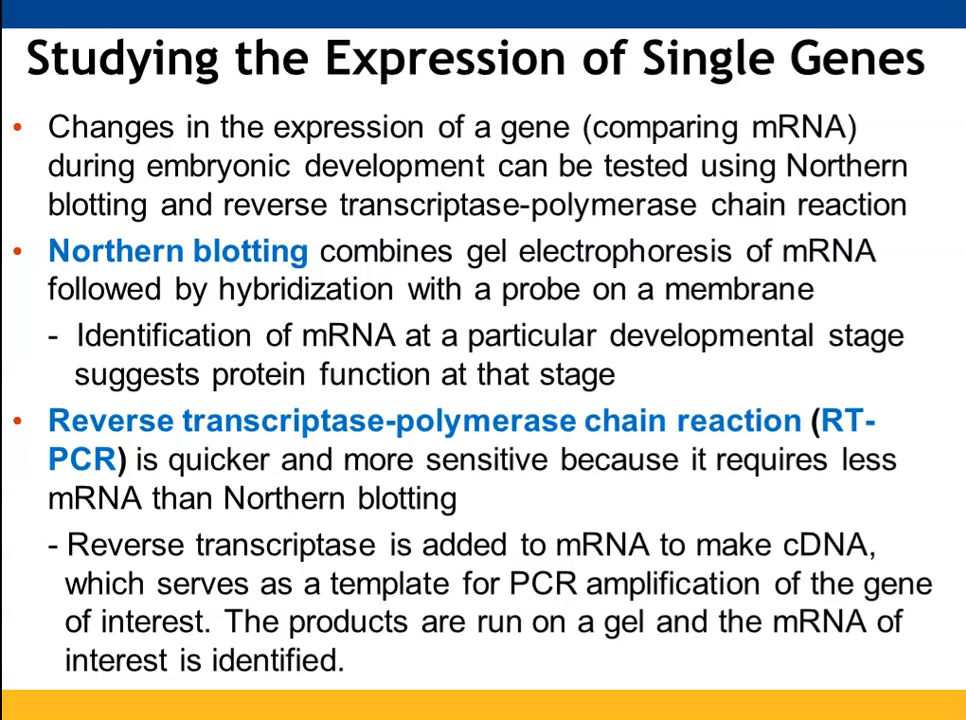 Studying the Expression of Single Genes
• Changes in the expression of a gene (comparing mRNA)
during embryonic development can be tested using Northern
blotting and reverse transcriptase-polymerase chain reaction
• Northern blotting combines gel electrophoresis of mRNA
followed by hybridization with a probe on a membrane
- Identification of mRNA at a particular developmental stage
suggests protein function at that stage
• Reverse transcriptase-polymerase chain reaction (RT-
PCR) is quicker and more sensitive because it requires less
mRNA than Northern blotting
- Reverse transcriptase is added to mRNA to make cDNA,
which serves as a template for PCR amplification of the gene
of interest. The products are run on a gel and the mRNA of
interest is identified.